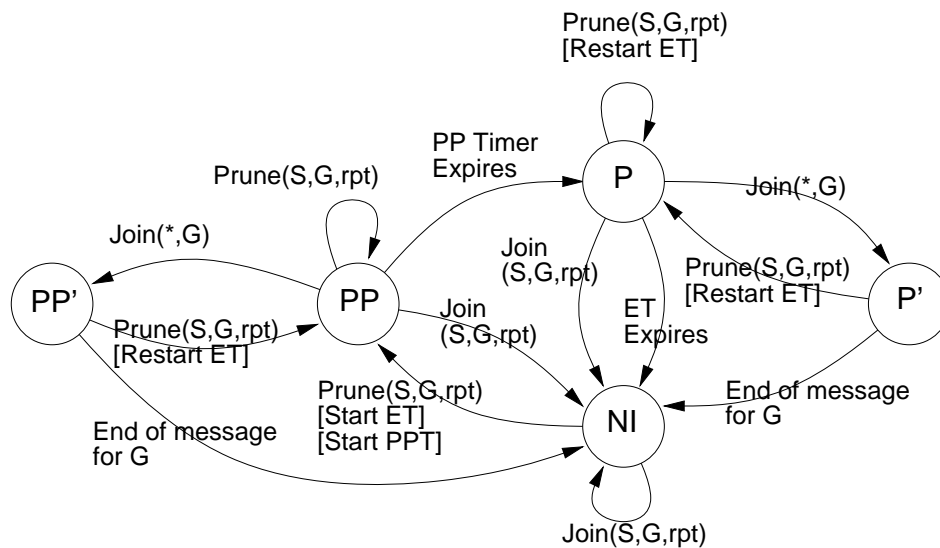 Prune(S,G,rpt)
[Restart ET]
PP Timer
Expires
P
Prune(S,G,rpt)
Join(*,G)
Join(*,G)
Join
(S,G,rpt)
Prune(S,G,rpt)
[Restart ET]
PP'
PP
P'
Prune(S,G,rpt)
[Restart ET]
Join
(S,G,rpt)
ET
Expires
Prune(S,G,rpt)
[Start ET]
[Start PPT]
End of message
for G
NI
End of message
for G
Join(S,G,rpt)